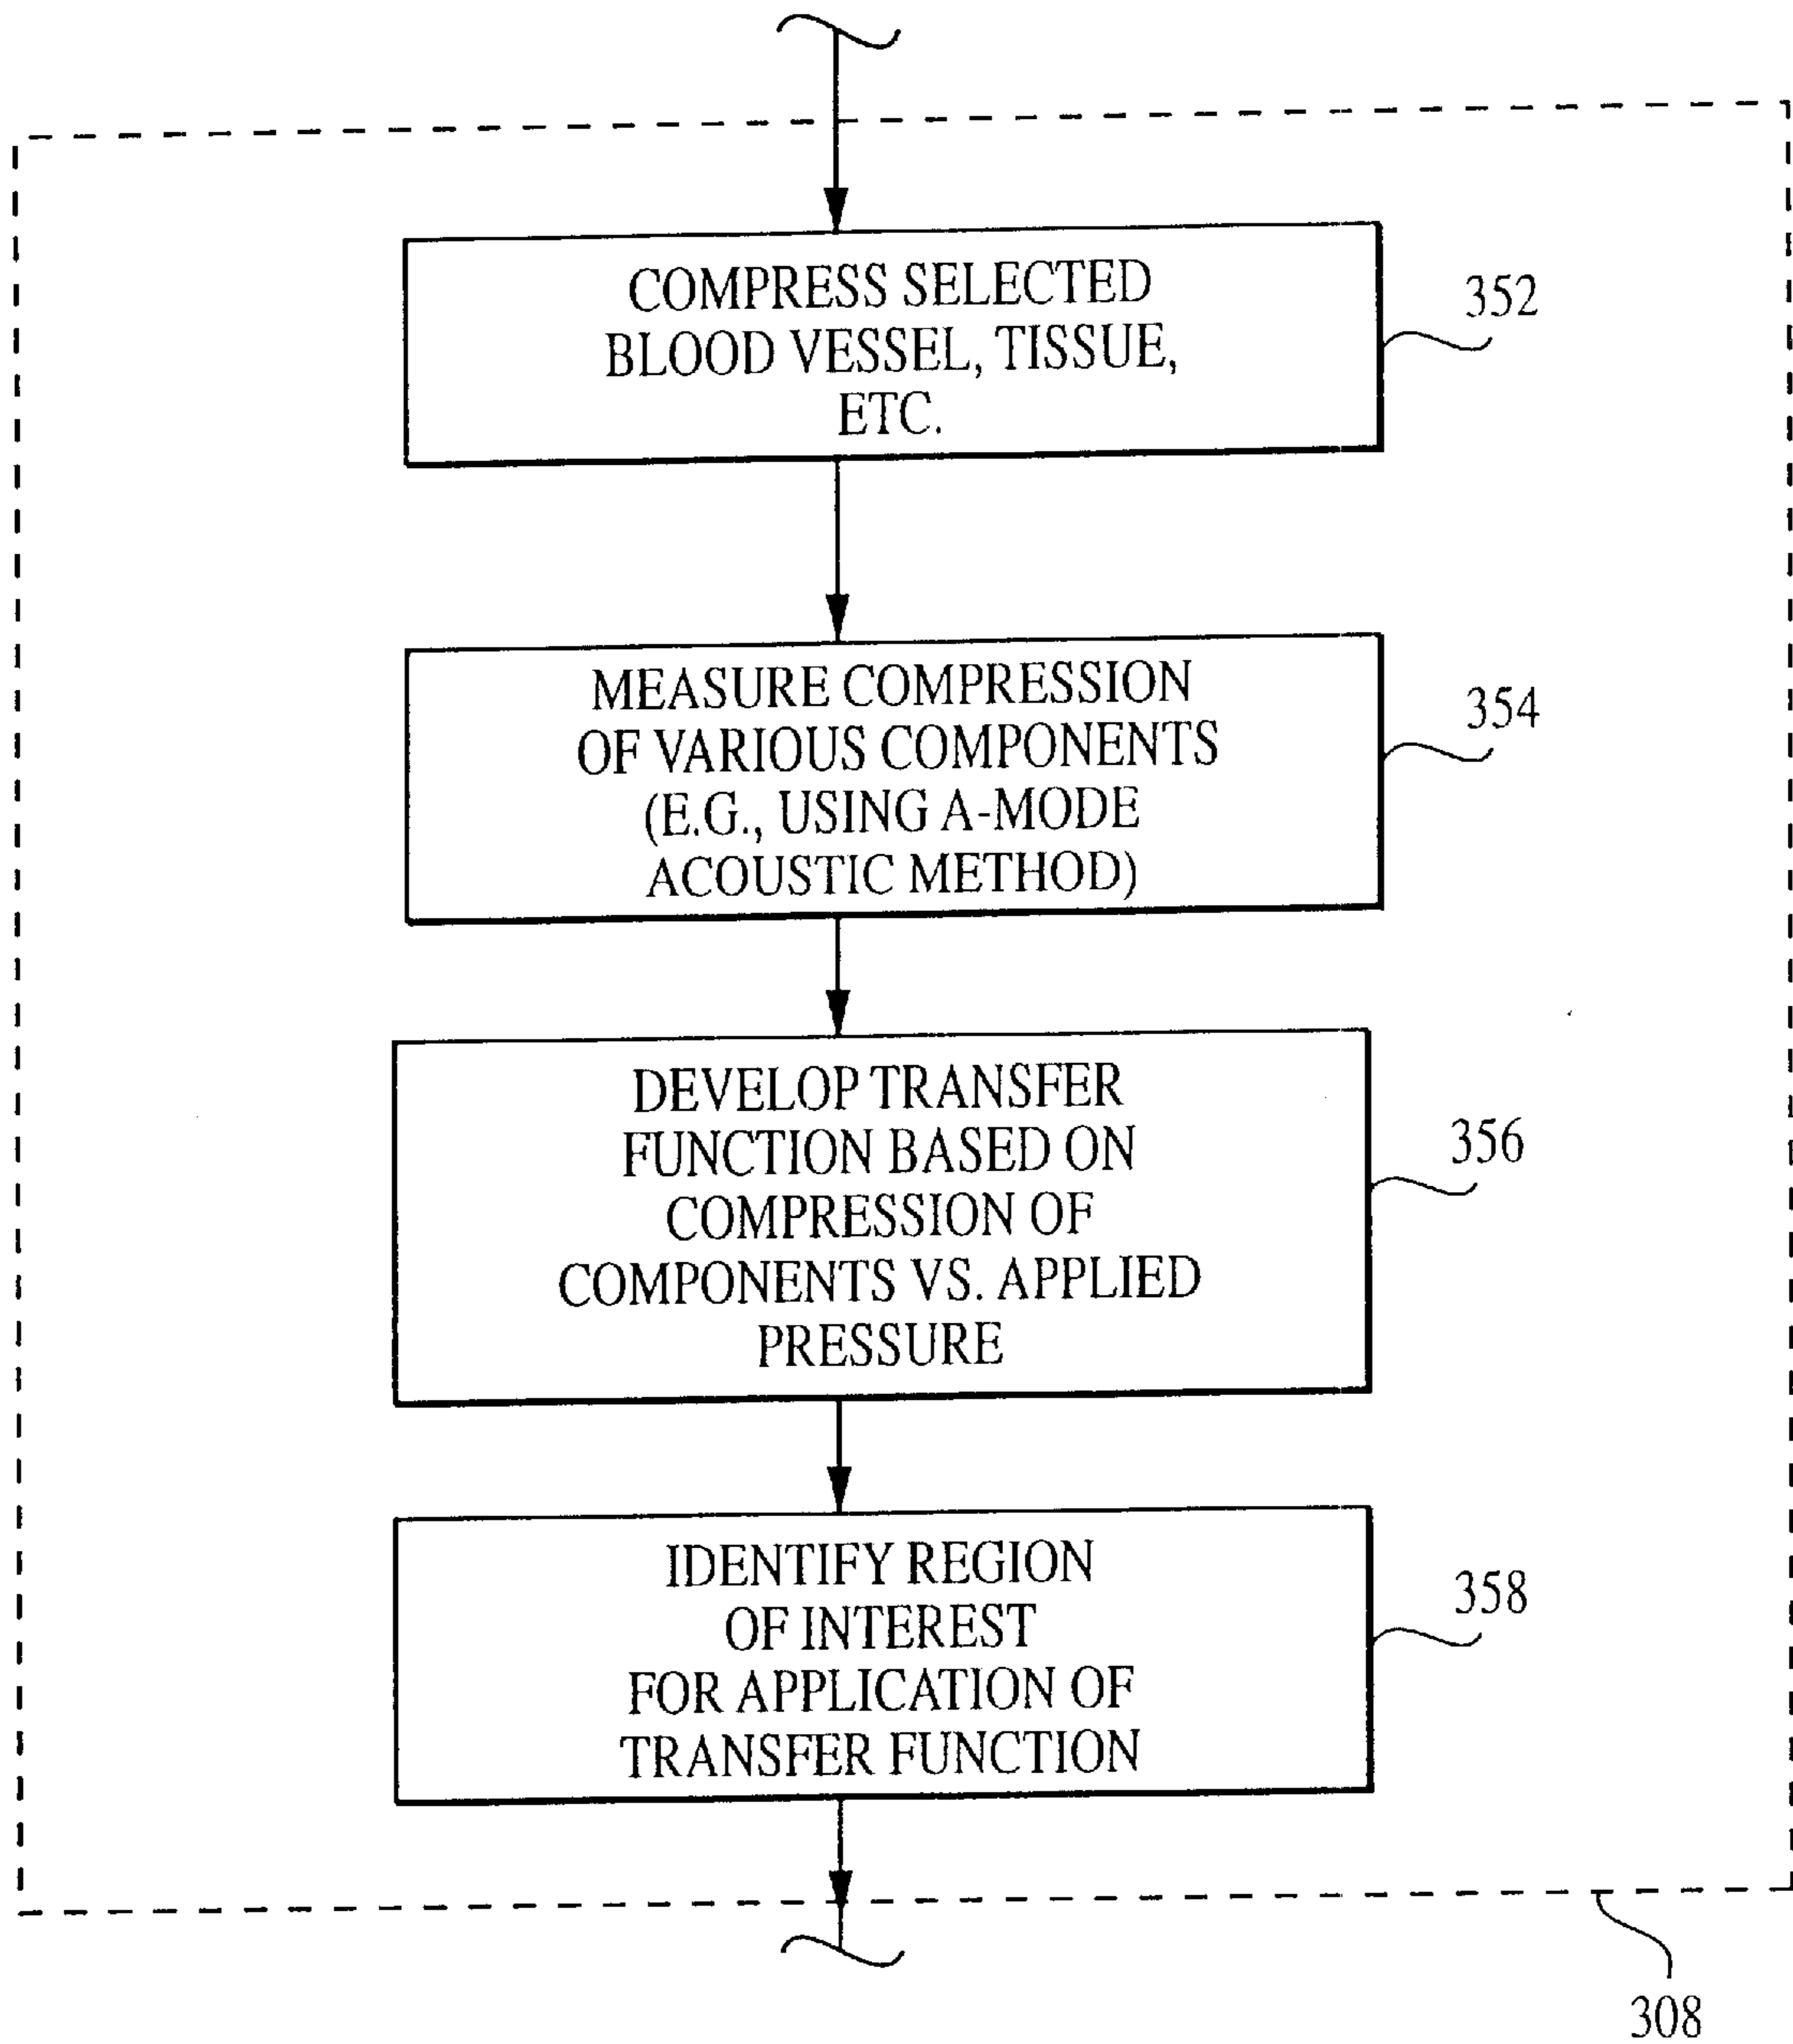 COMPRESS SELECTED
BLOOD VESSEL, TISSUE,
ETC.
352
MEASURE COMPRESSION
OF VARIOUS COMPONENTS
(E.G., USING A-MODE
ACOUSTIC METHOD)
354
DEVELOP TRANSFER
FUNCTION BASED ON
COMPRESSION OF
COMPONENTS VS. APPLIED
PRESSURE
356
IDENTIFY REGION
OF INTEREST
FOR APPLICATION OF
TRANSFER FUNCTION
358
308